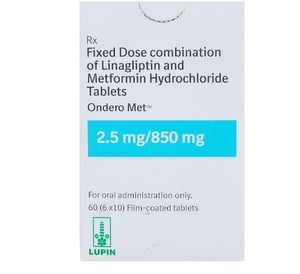 Rx
Fixed Dose combination
of Linagliptin and
Metformin Hydrochloride
Tablets
Ondero Met™
2.5 mg/850 mg
For oral administration only.
60 (6 x10) Film-coated tablets
LUPIN